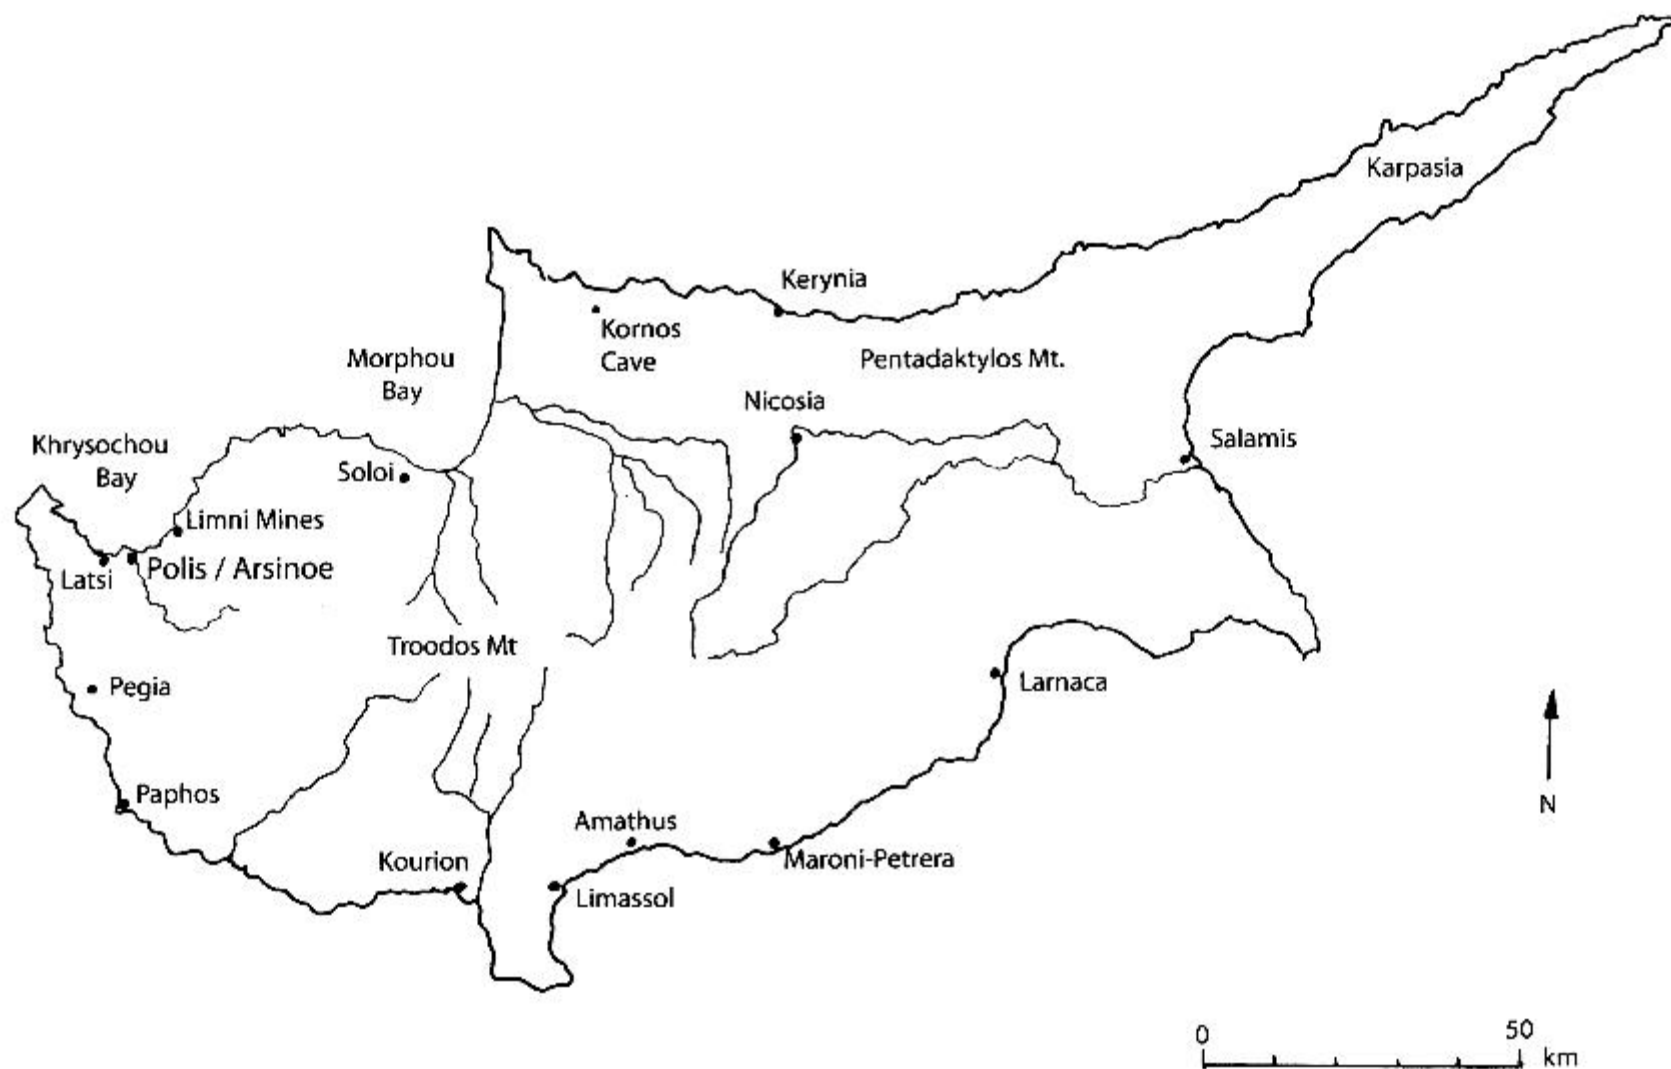 Karpasia
Kerynia
Kornos
Cave
Morphou
Bay
Pentadaktylos Mt.
Nicosia
Khrysochou
Bay
Soloi
Salamis
Limni Mines
Latsi
Polis / Arsinoe
Troodos Mt
Pegia
Larnaca
Paphos
N
Amathus
Kourion
Maroni-Petrera
Limassol
0 50
km